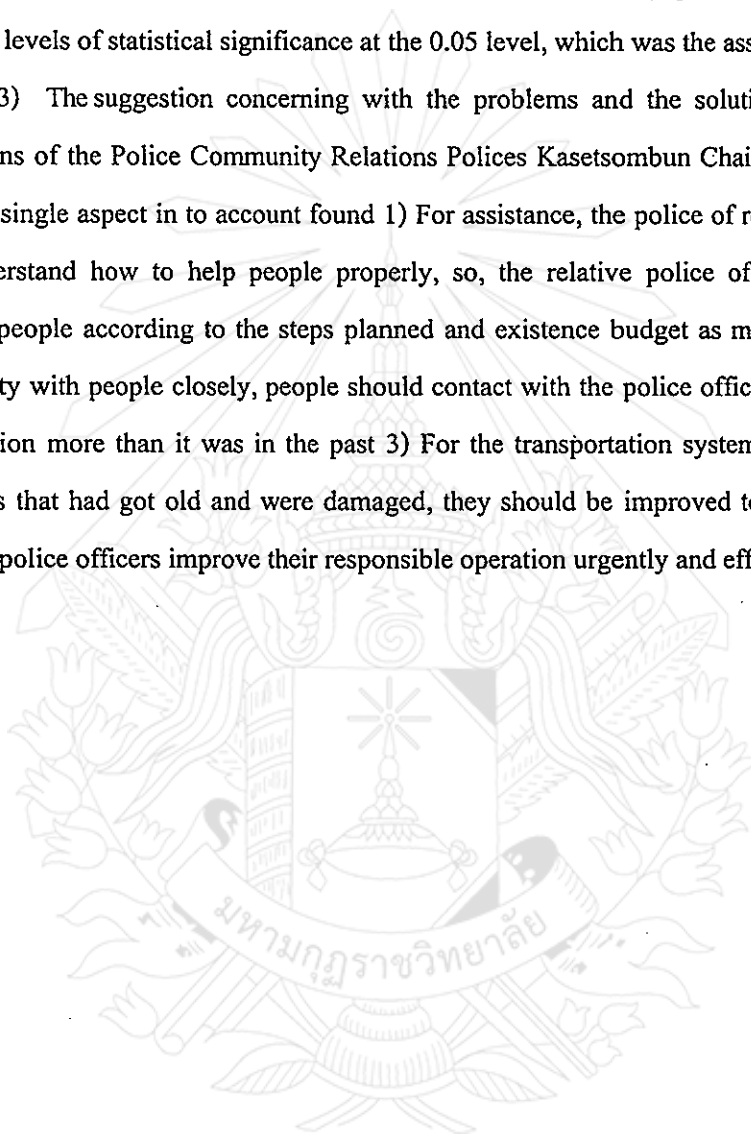 levels of statistical significance at the 0.05 level, which was the ass
3) The suggestion concerning with the problems and the soluti
ns of the Police Community Relations Polices Kasetsombun Chai
single aspect in to account found 1) For assistance, the police of r
erstand how to help people properly, so, the relative police of
people according to the steps planned and existence budget as m
ty with people closely, people should contact with the police offic
ion more than it was in the past 3) For the transportation system
s that had got old and were damaged, they should be improved t
police officers improve their responsible operation urgently and eff
มหามกุฏราชวิทยาลัย